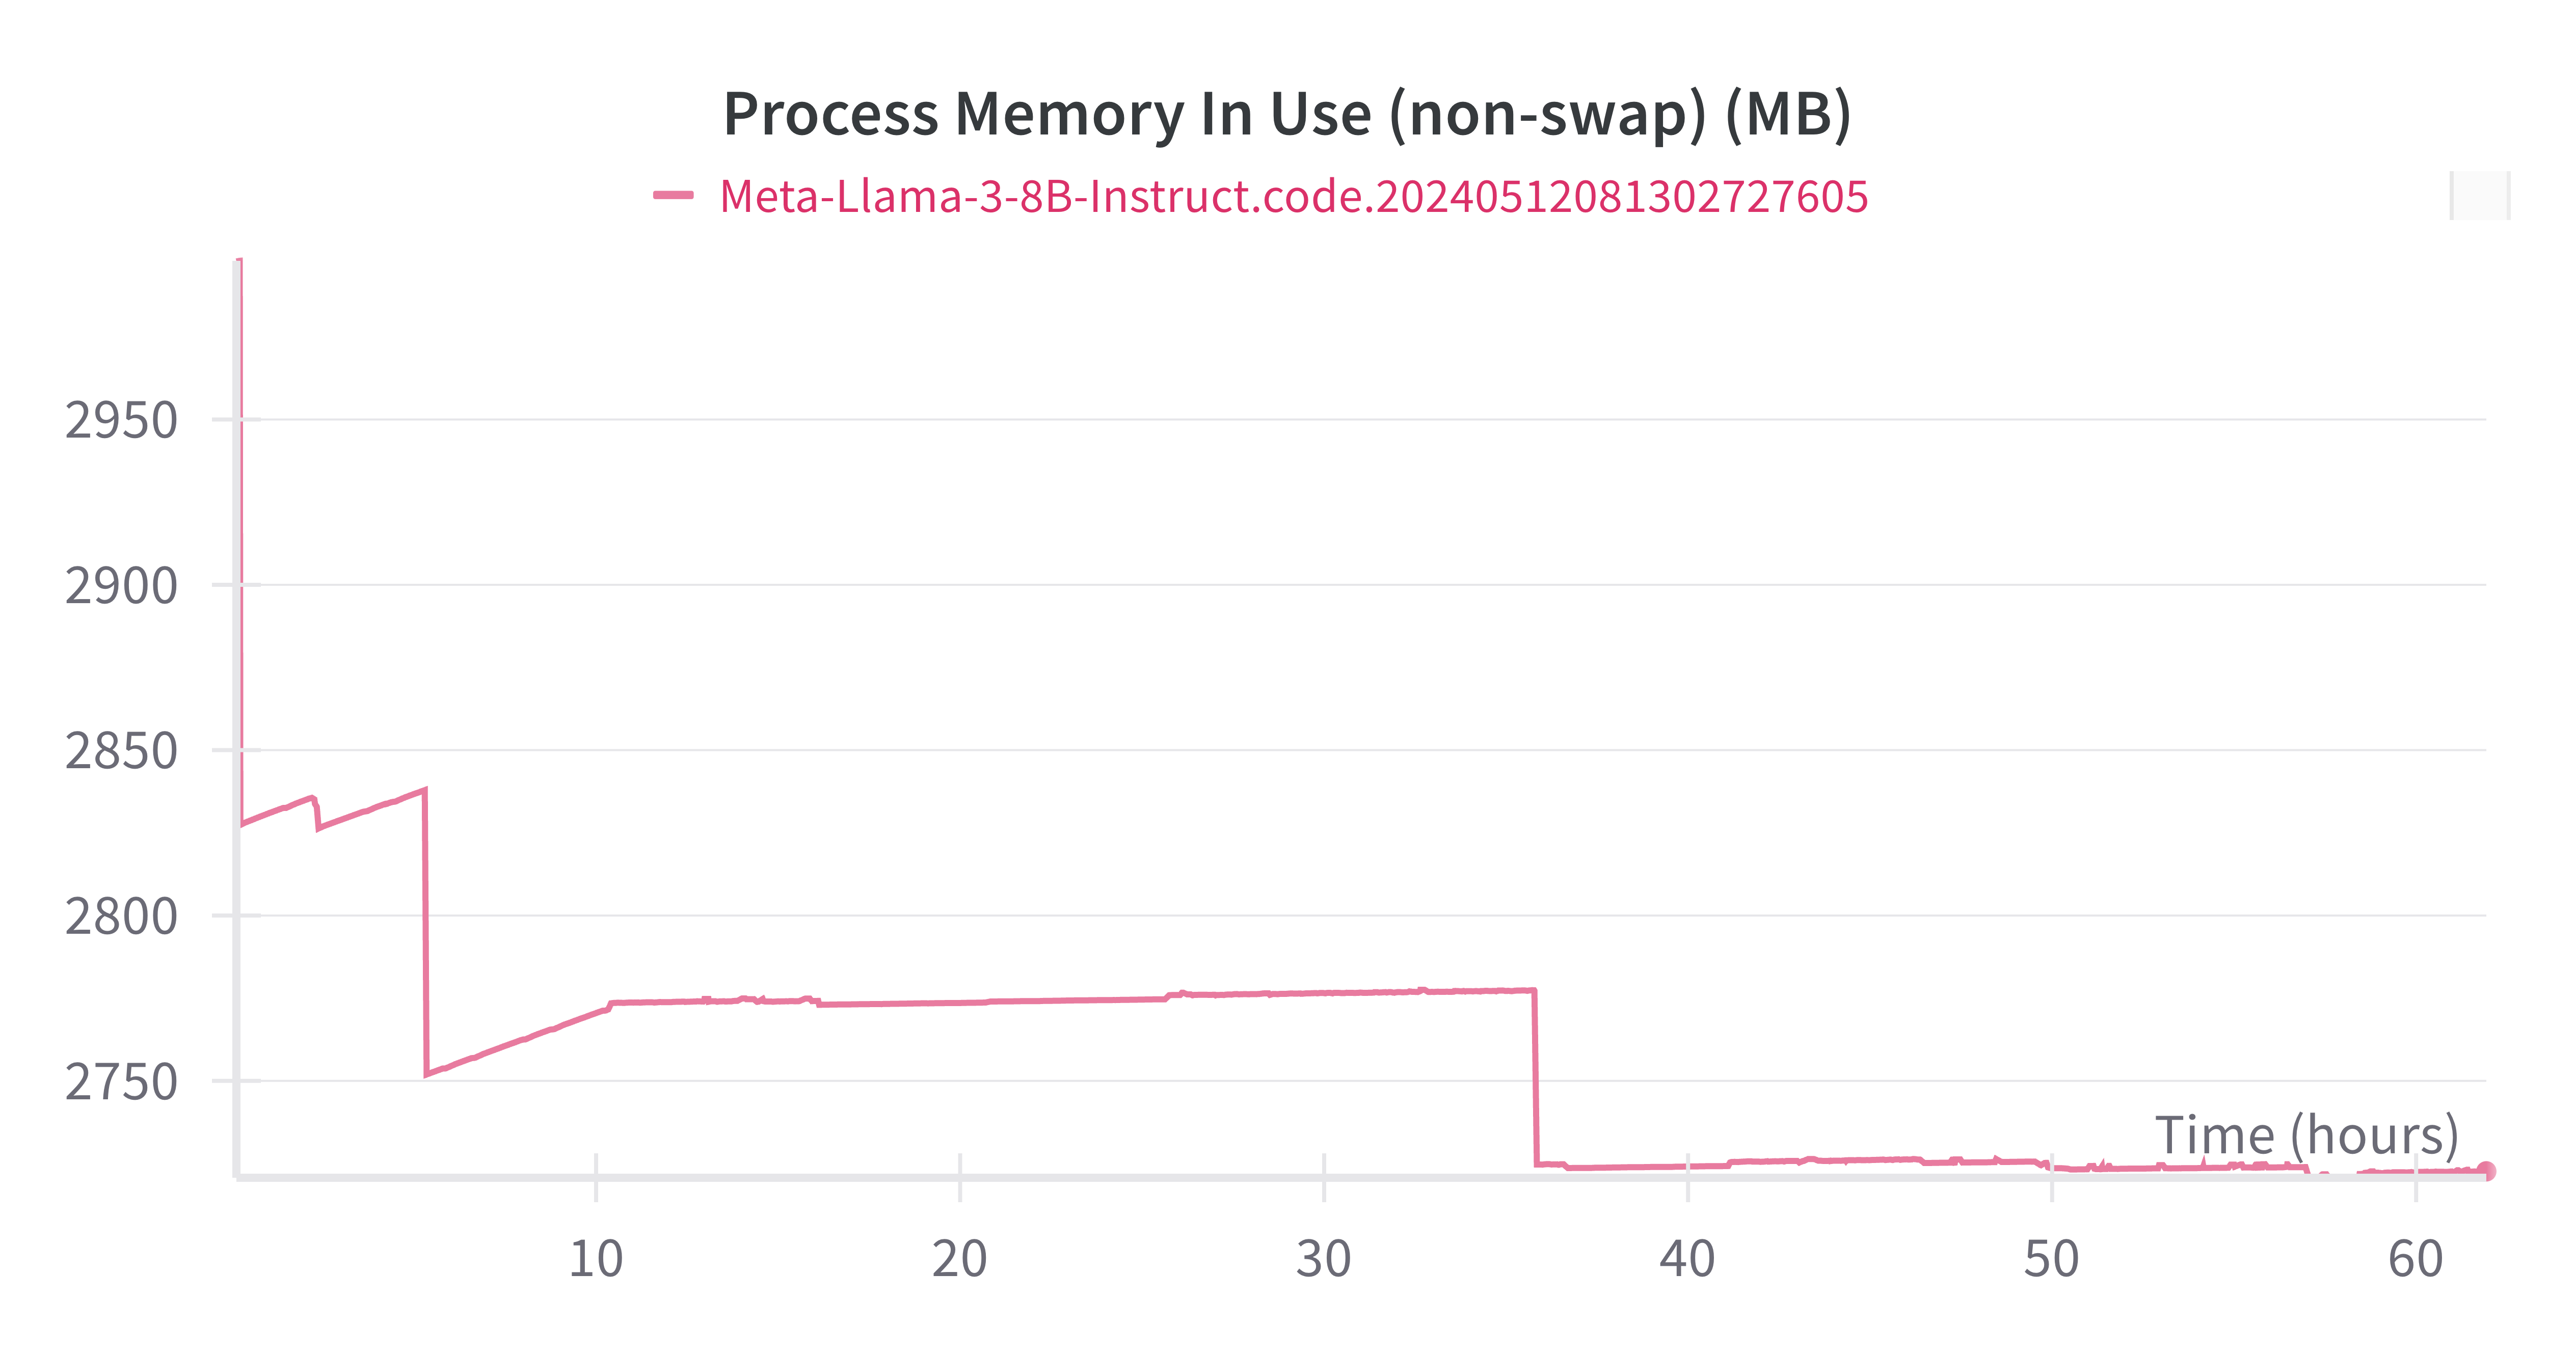 Process Memory In Use (non-swap) (MB)
Meta-Llama-3-8B-Instruct.code.20240512081302727605
2950
2900
2850
2800
2750
Time (hours)
10 20 30 40 50 60